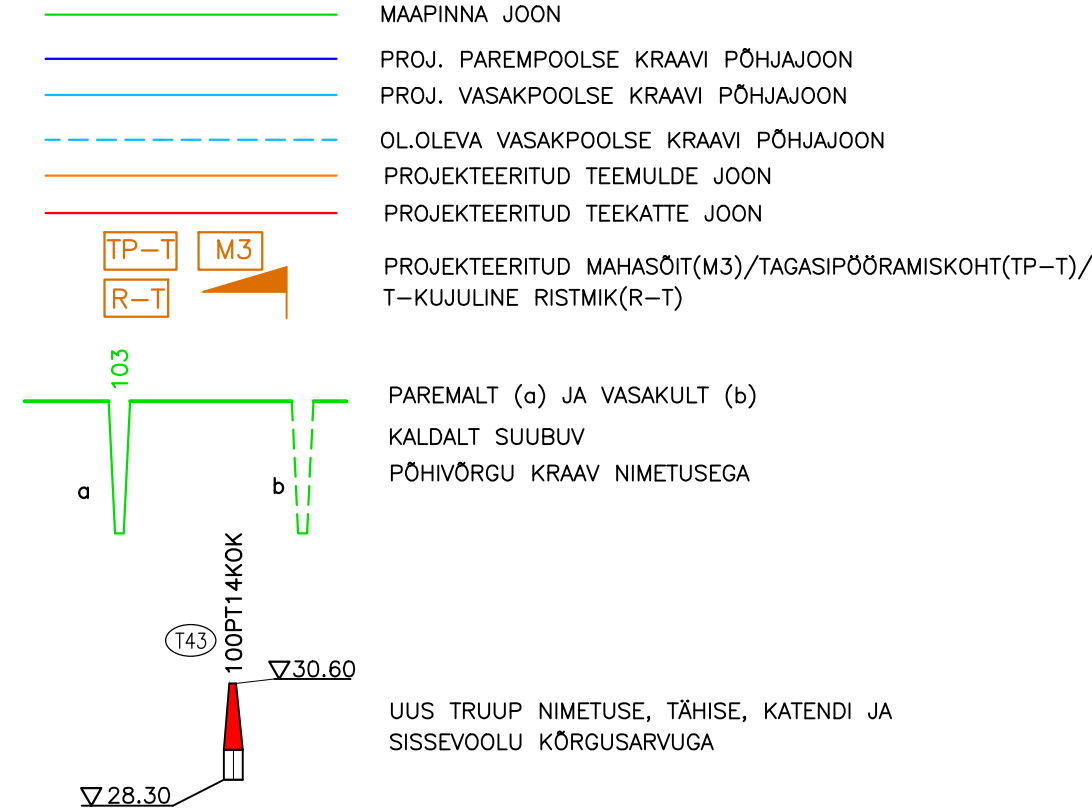 MAAPINNA JOON
PROJ. PAREMPOOLSE KRAAVI PÕHJAJOON
PROJ. VASAKPOOLSE KRAAVI PÕHJAJOON
OL.OLEVA VASAKPOOLSE KRAAVI PÕHJAJOON
PROJEKTEERITUD TEEMULDE JOON
PROJEKTEERITUD TEEKATTE JOON
TP-T M3
R-T
PROJEKTEERITUD MAHASÕIT(M3)/TAGASIPÖÖRAMISKOHT(TP-T)/
T-KUJULINE RISTMIK(R-T)
103
a
b
PAREMALT (a) JA VASAKULT (b)
KALDALT SUUBUV
PÕHIVÕRGU KRAAV NIMETUSEGA
100PT14KOK
T43
30.60
28.30
UUS TRUUP NIMETUSE, TÄHISE, KATENDI JA
SISSEVOOLU KÕRGUSARVUGA